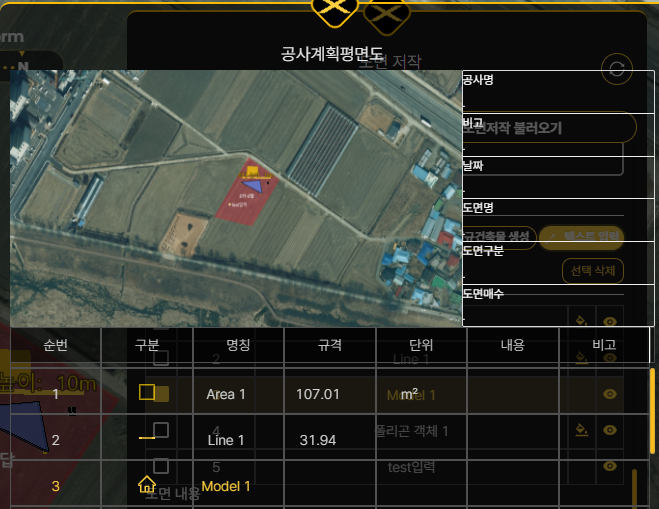 orm
N
공사계획평면도
도면 저작
공사명
비고
도면저작 불러오기
날짜
도면명
규건축물 생성
텍스트 입력
도면구분
선택 삭제
도면매수
순번 구분 명칭 규격 단위 내용 비고
2 Line 1
높이: 10m
1 Area 1 107.01 m² Model 1
2 Line 1 31.94
4 폴리곤 객체 1
답
5 test입력
3 Model 1
도면 내용